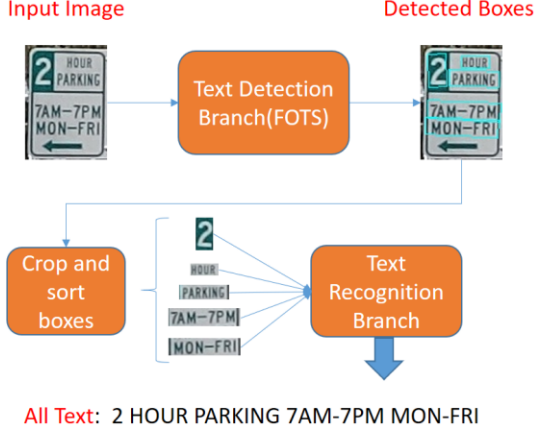 Input Image
Detected Boxes
2 HOUR
PARKING
7AM-7PM
MON-FRI
Text Detection
Branch(FOTS)
2 HOUR
PARKING
7AM-7PM
MON-FRI
Crop and
sort
boxes
2
HOUR
PARKING
7AM-7PM
MON-FRI
Text
Recognition
Branch
All Text: 2 HOUR PARKING 7AM-7PM MON-FRI